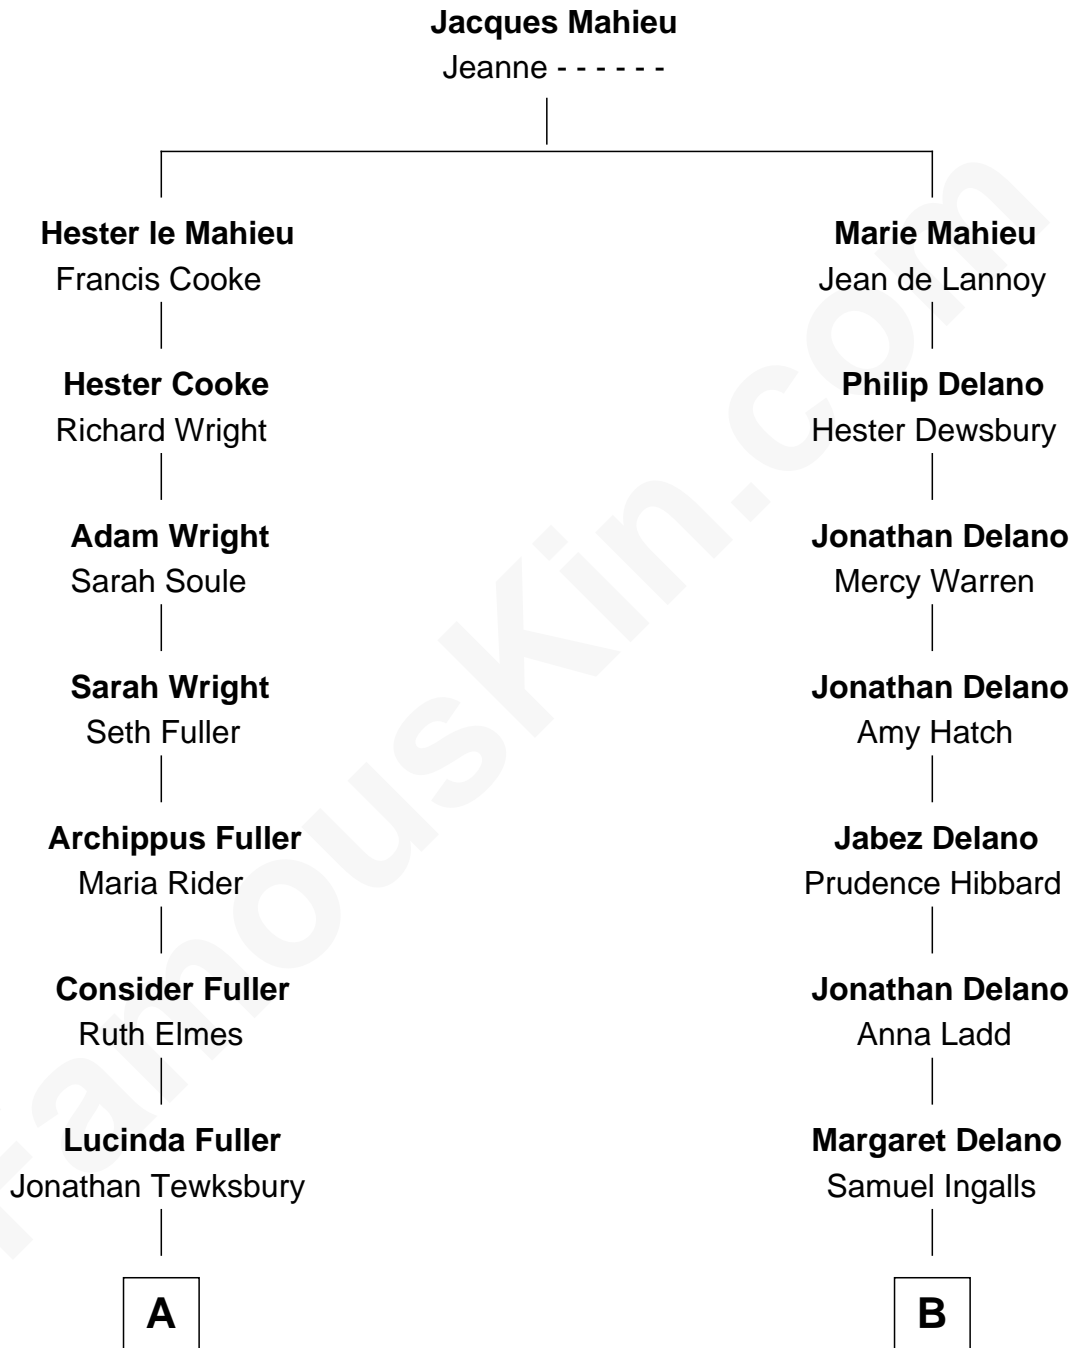 Jacques Mahieu
Jeanne - - - - - -
Hester le Mahieu
Francis Cooke
Marie Mahieu
Jean de Lannoy
Hester Cooke
Richard Wright
Philip Delano
Hester Dewsbury
Adam Wright
Sarah Soule
Jonathan Delano
Mercy Warren
Sarah Wright
Seth Fuller
Jonathan Delano
Amy Hatch
Archippus Fuller
Maria Rider
Jabez Delano
Prudence Hibbard
Consider Fuller
Ruth Elmes
Jonathan Delano
Anna Ladd
Lucinda Fuller
Jonathan Tewksbury
Margaret Delano
Samuel Ingalls
A
B
FamousKin.com